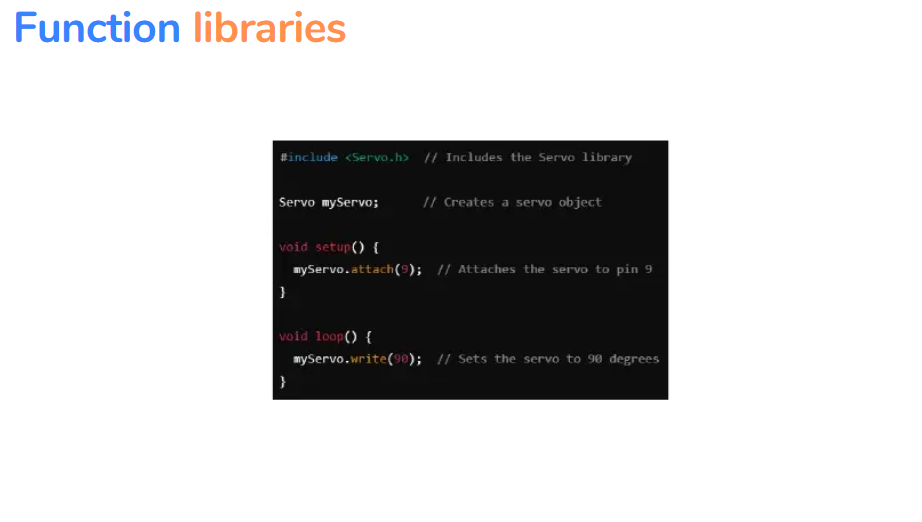 Function libraries
#include <Servo.h>  // Includes the Servo library
Servo myServo;      // Creates a servo object
void setup() {
  myServo.attach(9);  // Attaches the servo to pin 9
}
void loop() {
  myServo.write(90);  // Sets the servo to 90 degrees
}